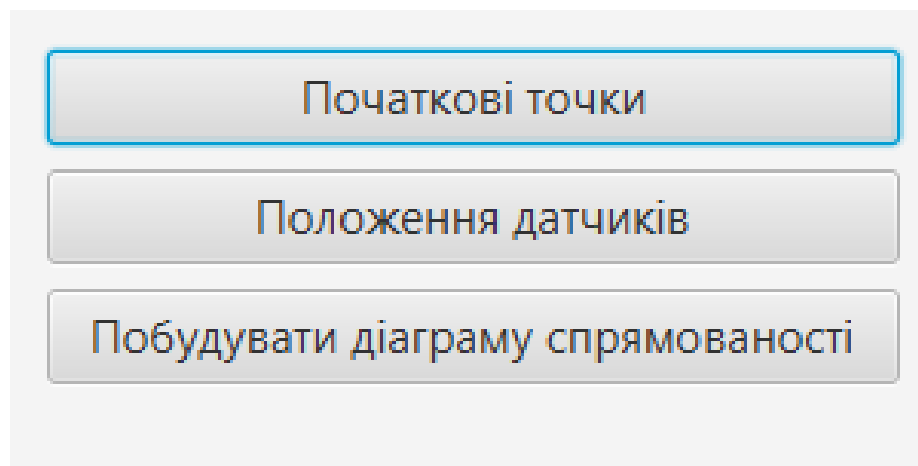 Початкові точки
Положення датчиків
Побудувати діаграму спрямованості